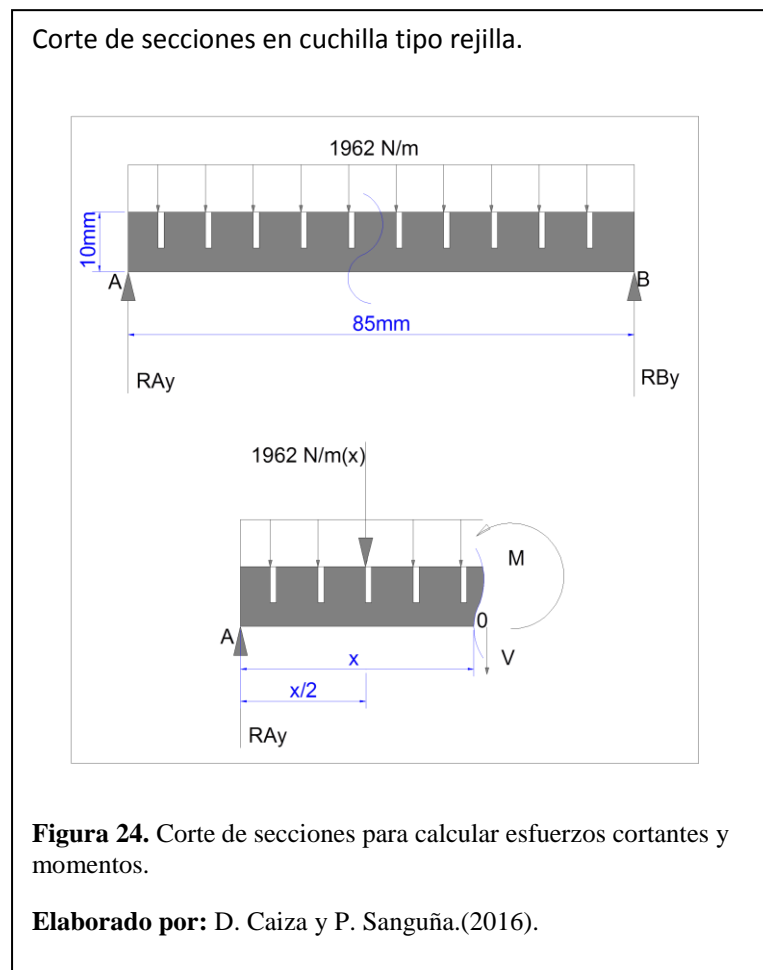 Corte de secciones en cuchilla tipo rejilla.
1962 N/m
10mm
A
B
85mm
RAy
RBy
1962 N/m(x)
M
A
0
x
V
x/2
RAy
Figura 24. Corte de secciones para calcular esfuerzos cortantes y
momentos.
Elaborado por: D. Caiza y P. Sanguña.(2016).